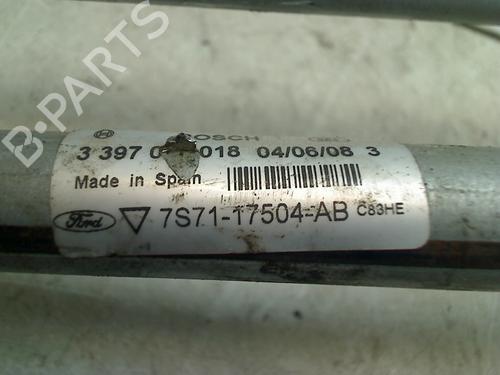 B-PARTS
BOSCH
3 397 018 04/06/08 3
Made in Spain
Ford 7S71-17504-AB C83HE